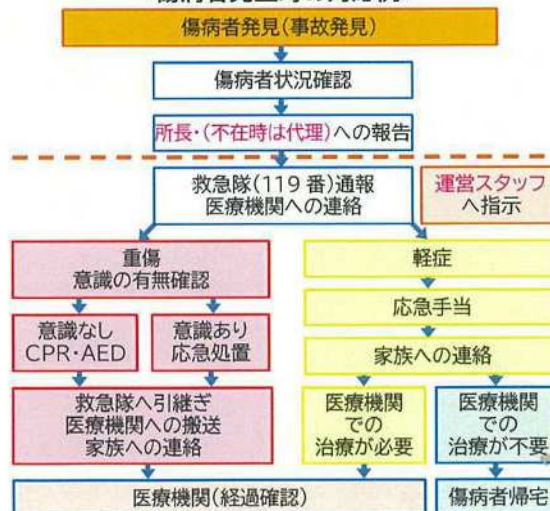 傷病者発見(事故発見)
傷病者状況確認
所長・(不在時は代理)への報告
救急隊(119番)通報
医療機関への連絡
運営スタッフ
へ指示
重傷
意識の有無確認
軽症
応急手当
意識なし
CPR・AED
意識あり
応急処置
家族への連絡
救急隊へ引継ぎ
医療機関への搬送
家族への連絡
医療機関
での
治療が必要
医療機関
での
治療が不要
医療機関(経過確認)
傷病者帰宅